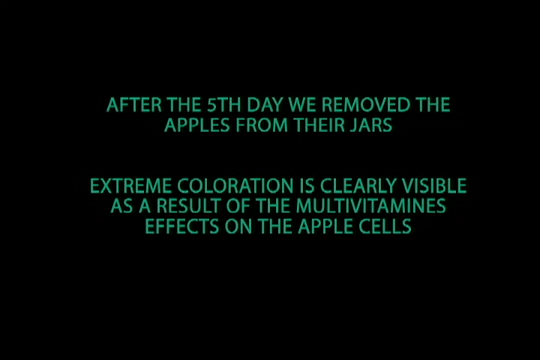 AFTER THE 5TH DAY WE REMOVED THE
APPLES FROM THEIR JARS
EXTREME COLORATION IS CLEARLY VISIBLE
AS A RESULT OF THE MULTIVITAMINES
EFFECTS ON THE APPLE CELLS